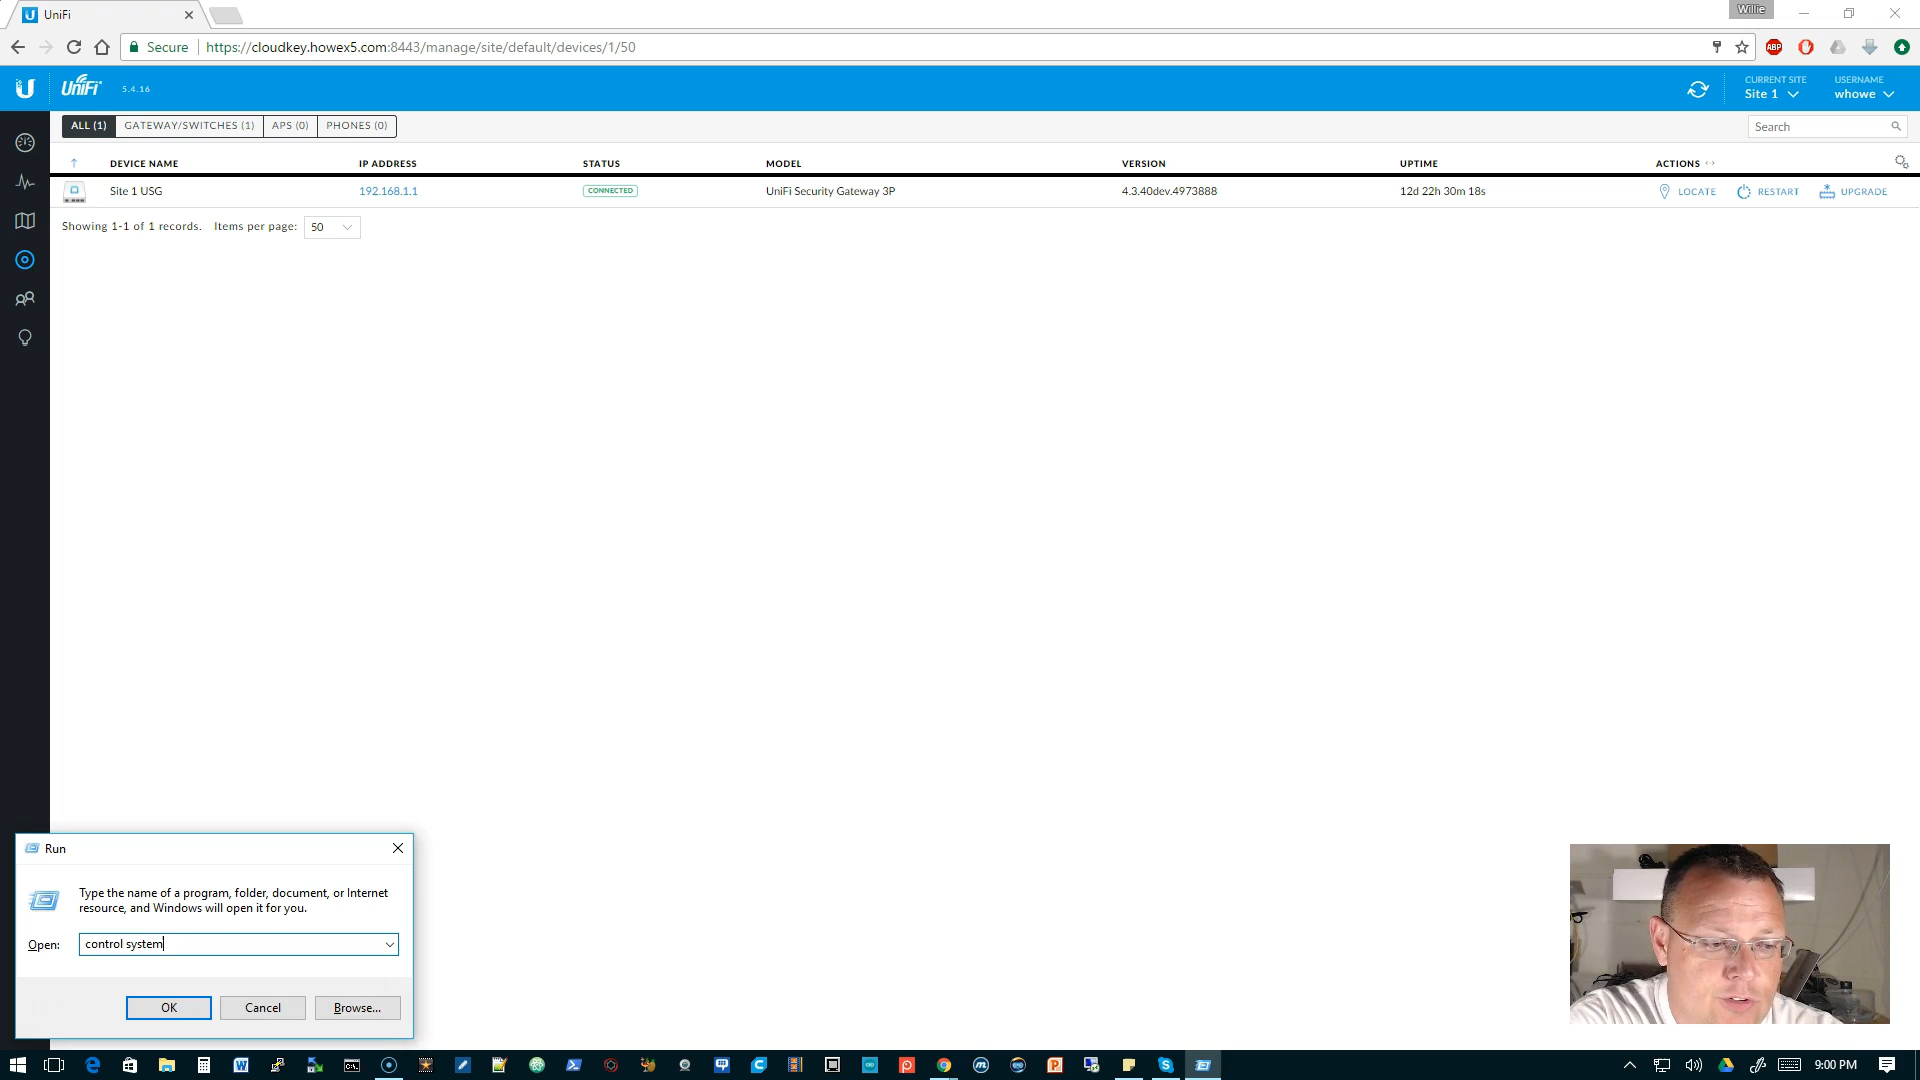 UniFi
Willie
Secure
https://cloudkey.howex5.com:8443/manage/site/default/devices/1/50
ABP
U UniFi 5.4.16
CURRENT SITE
Site 1
USERNAME
whowe
ALL (1) GATEWAY/SWITCHES (1) APS (0) PHONES (0)
Search
DEVICE NAME IP ADDRESS STATUS MODEL VERSION UPTIME ACTIONS
Site 1 USG 192.168.1.1 CONNECTED UniFi Security Gateway 3P 4.3.40dev.4973888 12d 22h 30m 18s LOCATE RESTART UPGRADE
Showing 1-1 of 1 records. Items per page: 50
Run
Type the name of a program, folder, document, or Internet
resource, and Windows will open it for you.
Open: control system
OK Cancel Browse...
9:00 PM